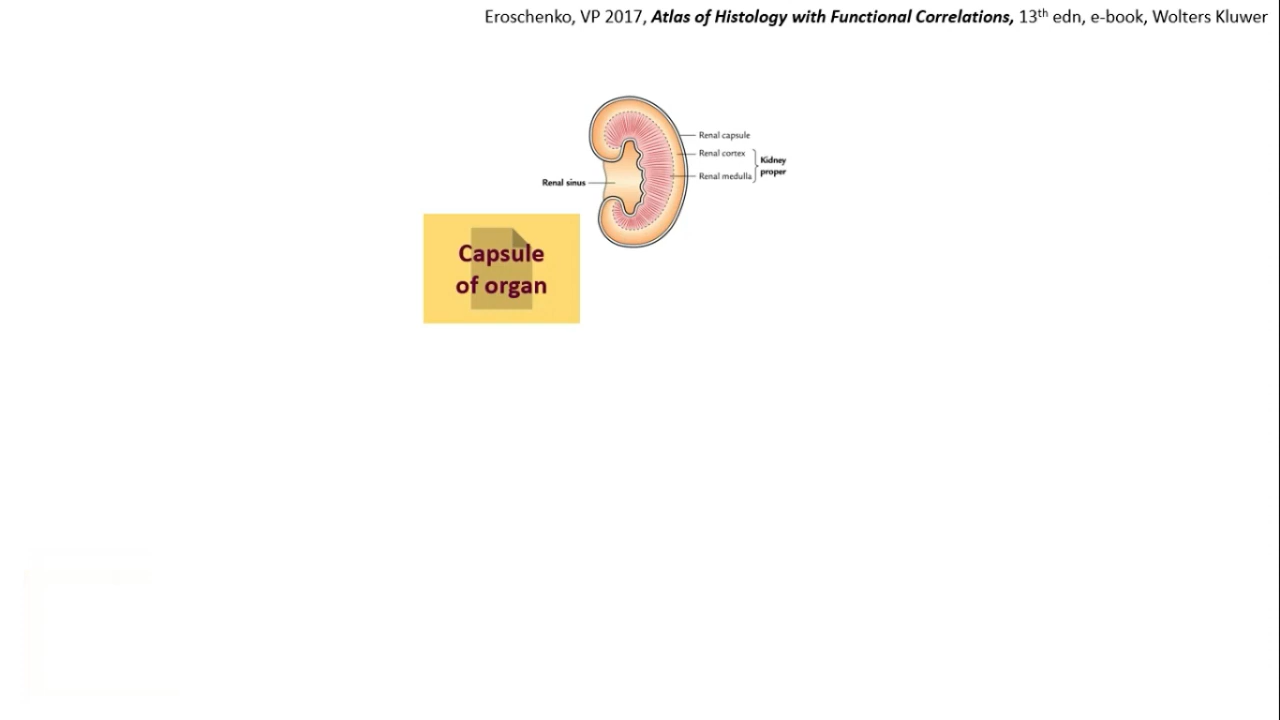 Eroschenko, VP 2017, Atlas of Histology with Functional Correlations, 13th edn, e-book, Wolters Kluwer
Renal capsule
Renal cortex
Kidney
proper
Renal medulla
Renal sinus
Capsule
of organ